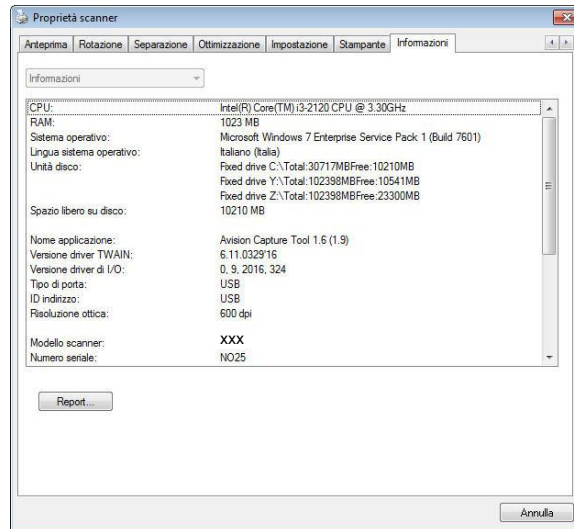 Proprietà scanner
Anteprima Rotazione Separazione Ottimizzazione Impostazione Stampante Informazioni
Informazioni
CPU: Intel(R) Core(TM) i3-2120 CPU @ 3.30GHz
RAM: 1023 MB
Sistema operativo: Microsoft Windows 7 Enterprise Service Pack 1 (Build 7601)
Lingua sistema operativo: Italiano (Italia)
Unità disco: Fixed drive C:\Total:30717MBFree:10210MB
Fixed drive Y:\Total:102398MBFree:10541MB
Fixed drive Z:\Total:102398MBFree:23300MB
Spazio libero su disco: 10210 MB
Nome applicazione: Avision Capture Tool 1.6 (1.9)
Versione driver TWAIN: 6.11.0329'16
Versione driver di I/O: 0, 9, 2016, 324
Tipo di porta: USB
ID indirizzo: USB
Risoluzione ottica: 600 dpi
Modello scanner: XXX
Numero seriale: NO25
Report...
Annulla